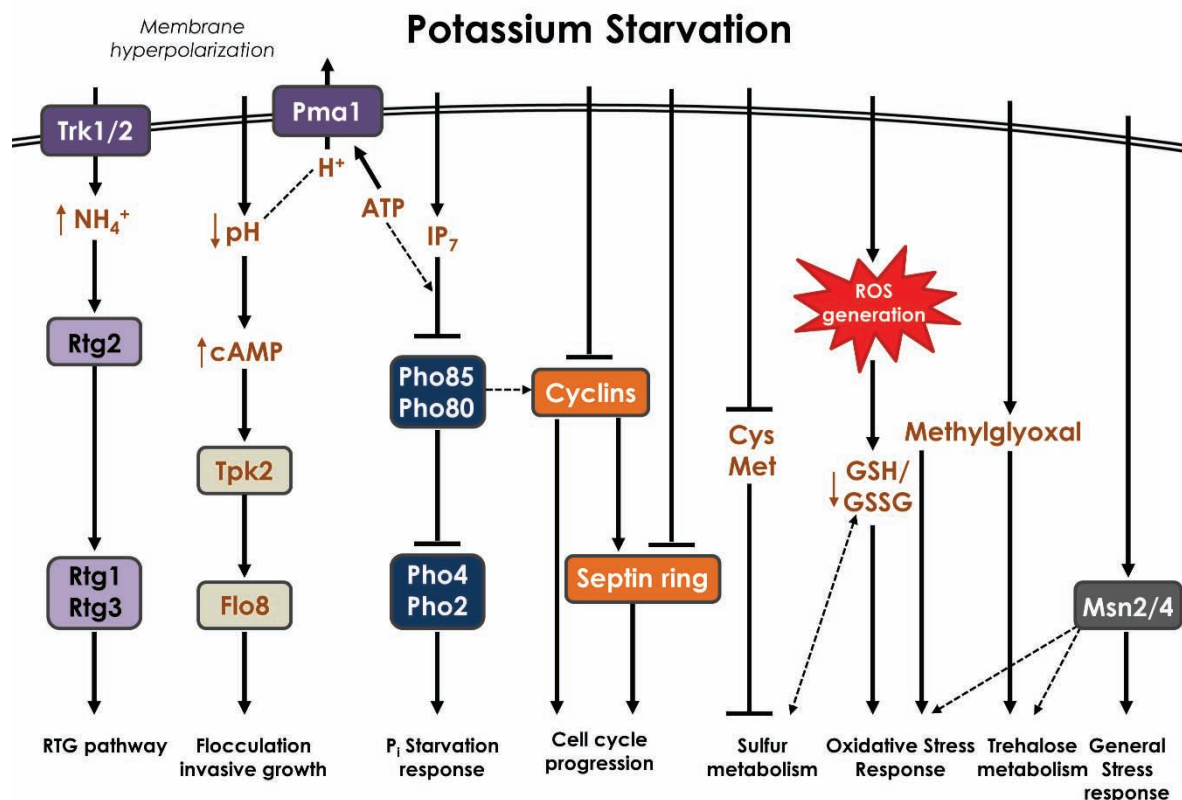 Membrane
hyperpolarization
Potassium Starvation
Trk1/2
Pma1
H⁺
↑ NH₄⁺
↓ pH
ATP
IP₇
ROS
generation
Rtg2
↑ cAMP
Pho85
Pho80
Cyclins
Cys
Met
Methylglyoxal
Tpk2
↓ GSH/
GSSG
Rtg1
Rtg3
Flo8
Pho4
Pho2
Septin ring
Msn2/4
RTG pathway
Flocculation
invasive growth
Pᵢ Starvation
response
Cell cycle
progression
Sulfur
metabolism
Oxidative Stress
Response
Trehalose
metabolism
General
Stress
response